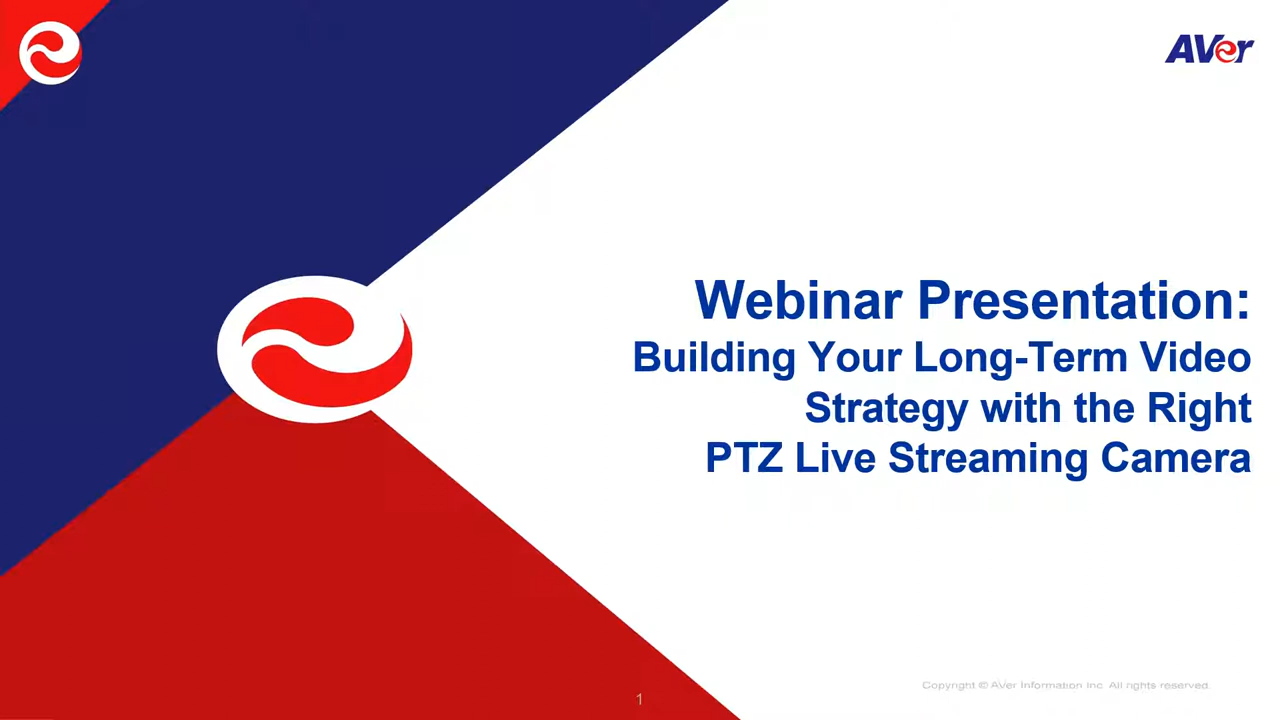 AVer
Webinar Presentation:
Building Your Long-Term Video
Strategy with the Right
PTZ Live Streaming Camera
Copyright © AVer Information Inc. All rights reserved.
1